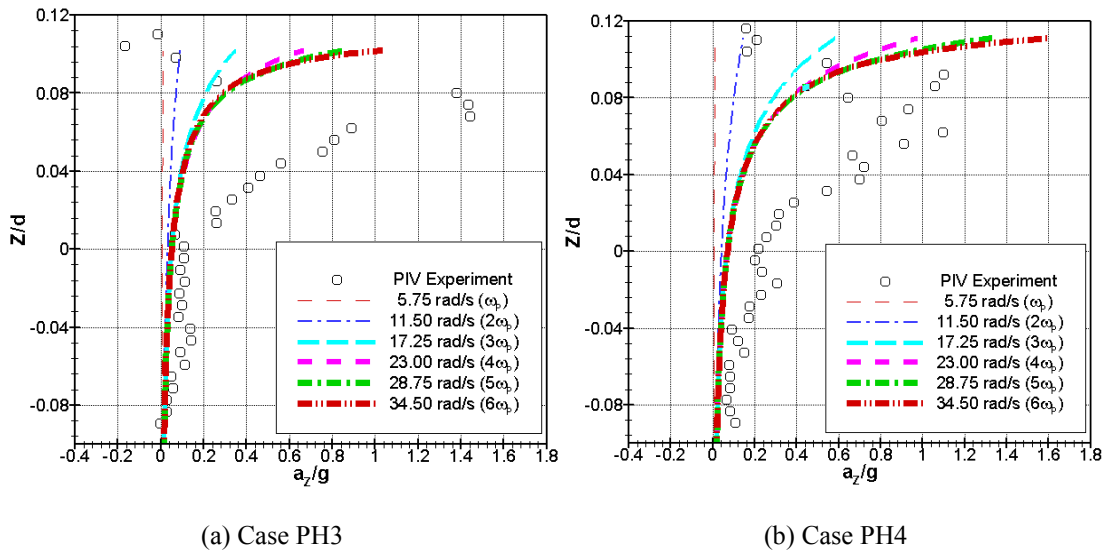 0.12
0.08
0.04
0
-0.04
-0.08
Z/d
-0.4 -0.2 0 0.2 0.4 0.6 0.8 1 1.2 1.4 1.6 1.8
a_z/g
PIV Experiment
5.75 rad/s (ω_p)
11.50 rad/s (2ω_p)
17.25 rad/s (3ω_p)
23.00 rad/s (4ω_p)
28.75 rad/s (5ω_p)
34.50 rad/s (6ω_p)
(a) Case PH3
0.12
0.08
0.04
0
-0.04
-0.08
Z/d
-0.4 -0.2 0 0.2 0.4 0.6 0.8 1 1.2 1.4 1.6 1.8
a_z/g
PIV Experiment
5.75 rad/s (ω_p)
11.50 rad/s (2ω_p)
17.25 rad/s (3ω_p)
23.00 rad/s (4ω_p)
28.75 rad/s (5ω_p)
34.50 rad/s (6ω_p)
(b) Case PH4